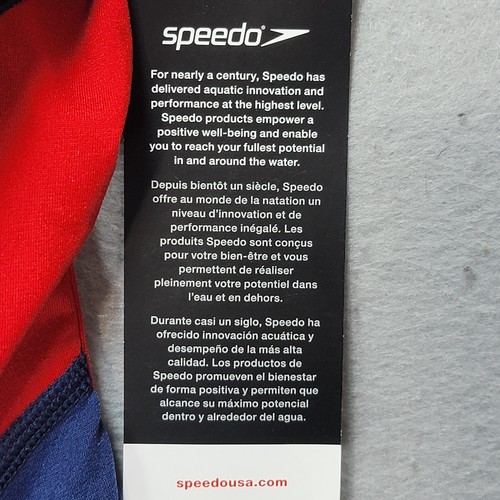 speedo
For nearly a century, Speedo has
delivered aquatic innovation and
performance at the highest level.
Speedo products empower a
positive well-being and enable
you to reach your fullest potential
in and around the water.
Depuis bientôt un siècle, Speedo
offre au monde de la natation un
niveau d'innovation et de
performance inégalé. Les
produits Speedo sont conçus
pour votre bien-être et vous
permettent de réaliser
pleinement votre potentiel dans
l'eau et en dehors.
Durante casi un siglo, Speedo ha
ofrecido innovación acuática y
desempeño de la más alta
calidad. Los productos de
Speedo promueven el bienestar
de forma positiva y permiten que
alcance su máximo potencial
dentro y alrededor del agua.
speedousa.com